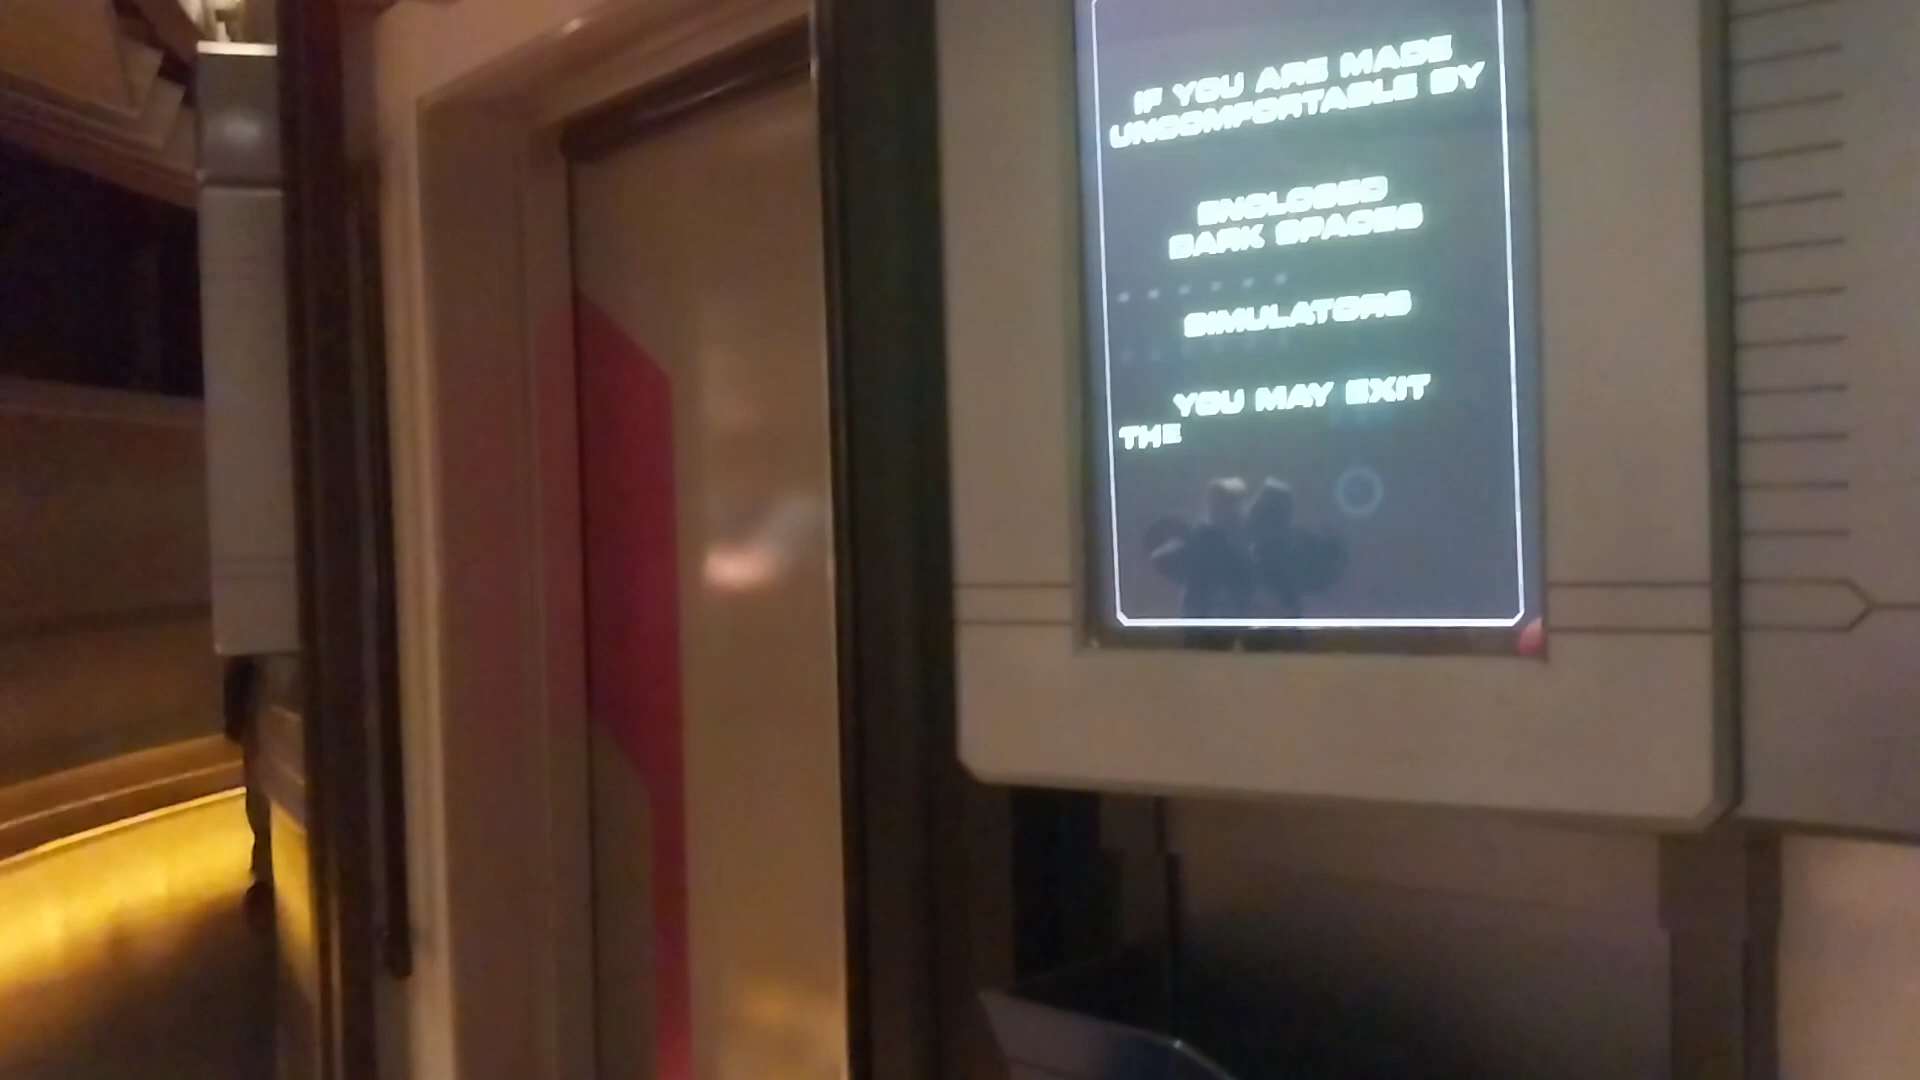 IF YOU ARE MADE
UNCOMFORTABLE BY
ENCLOSED
DARK SPACES
SIMULATORS
YOU MAY EXIT
THE